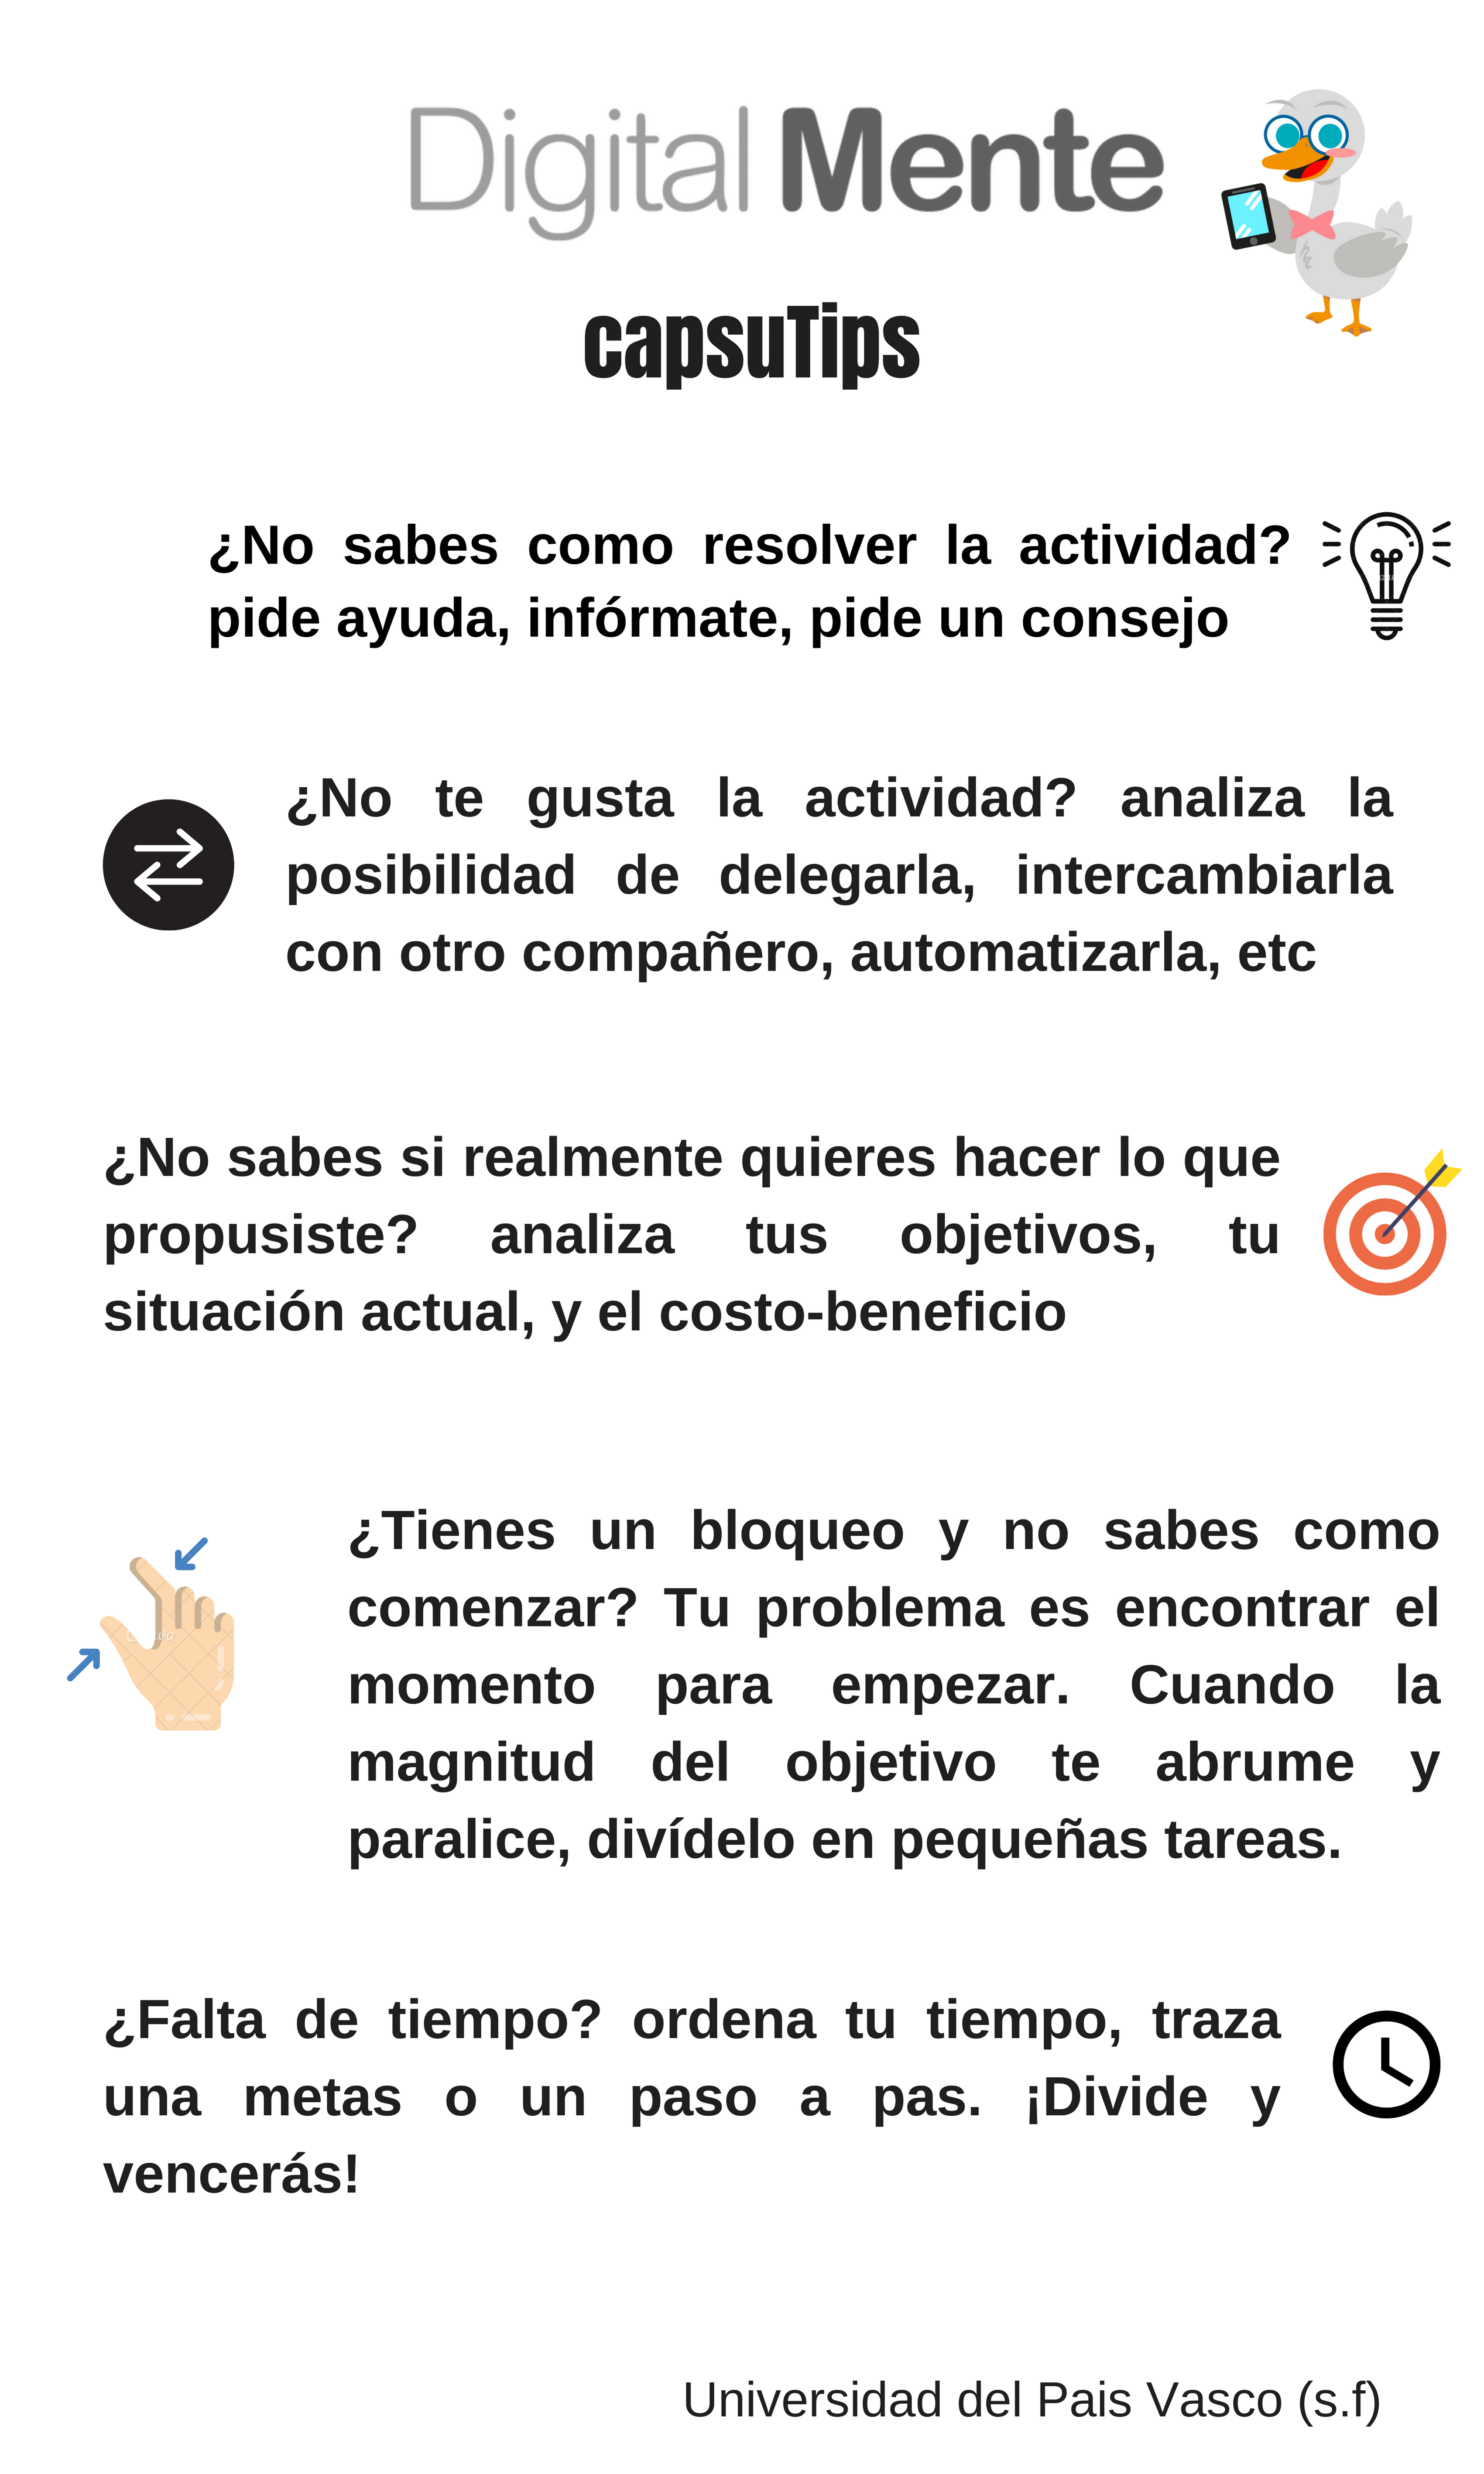 Digital Mente
capsuTips
¿No sabes como resolver la actividad?
pide ayuda, infórmate, pide un consejo
¿No te gusta la actividad? analiza la
posibilidad de delegarla, intercambiarla
con otro compañero, automatizarla, etc
¿No sabes si realmente quieres hacer lo que
propusiste? analiza tus objetivos, tu
situación actual, y el costo-beneficio
¿Tienes un bloqueo y no sabes como
comenzar? Tu problema es encontrar el
momento para empezar. Cuando la
magnitud del objetivo te abrume y
paralice, divídelo en pequeñas tareas.
¿Falta de tiempo? ordena tu tiempo, traza
una metas o un paso a pas. ¡Divide y
vencerás!
Universidad del Pais Vasco (s.f)